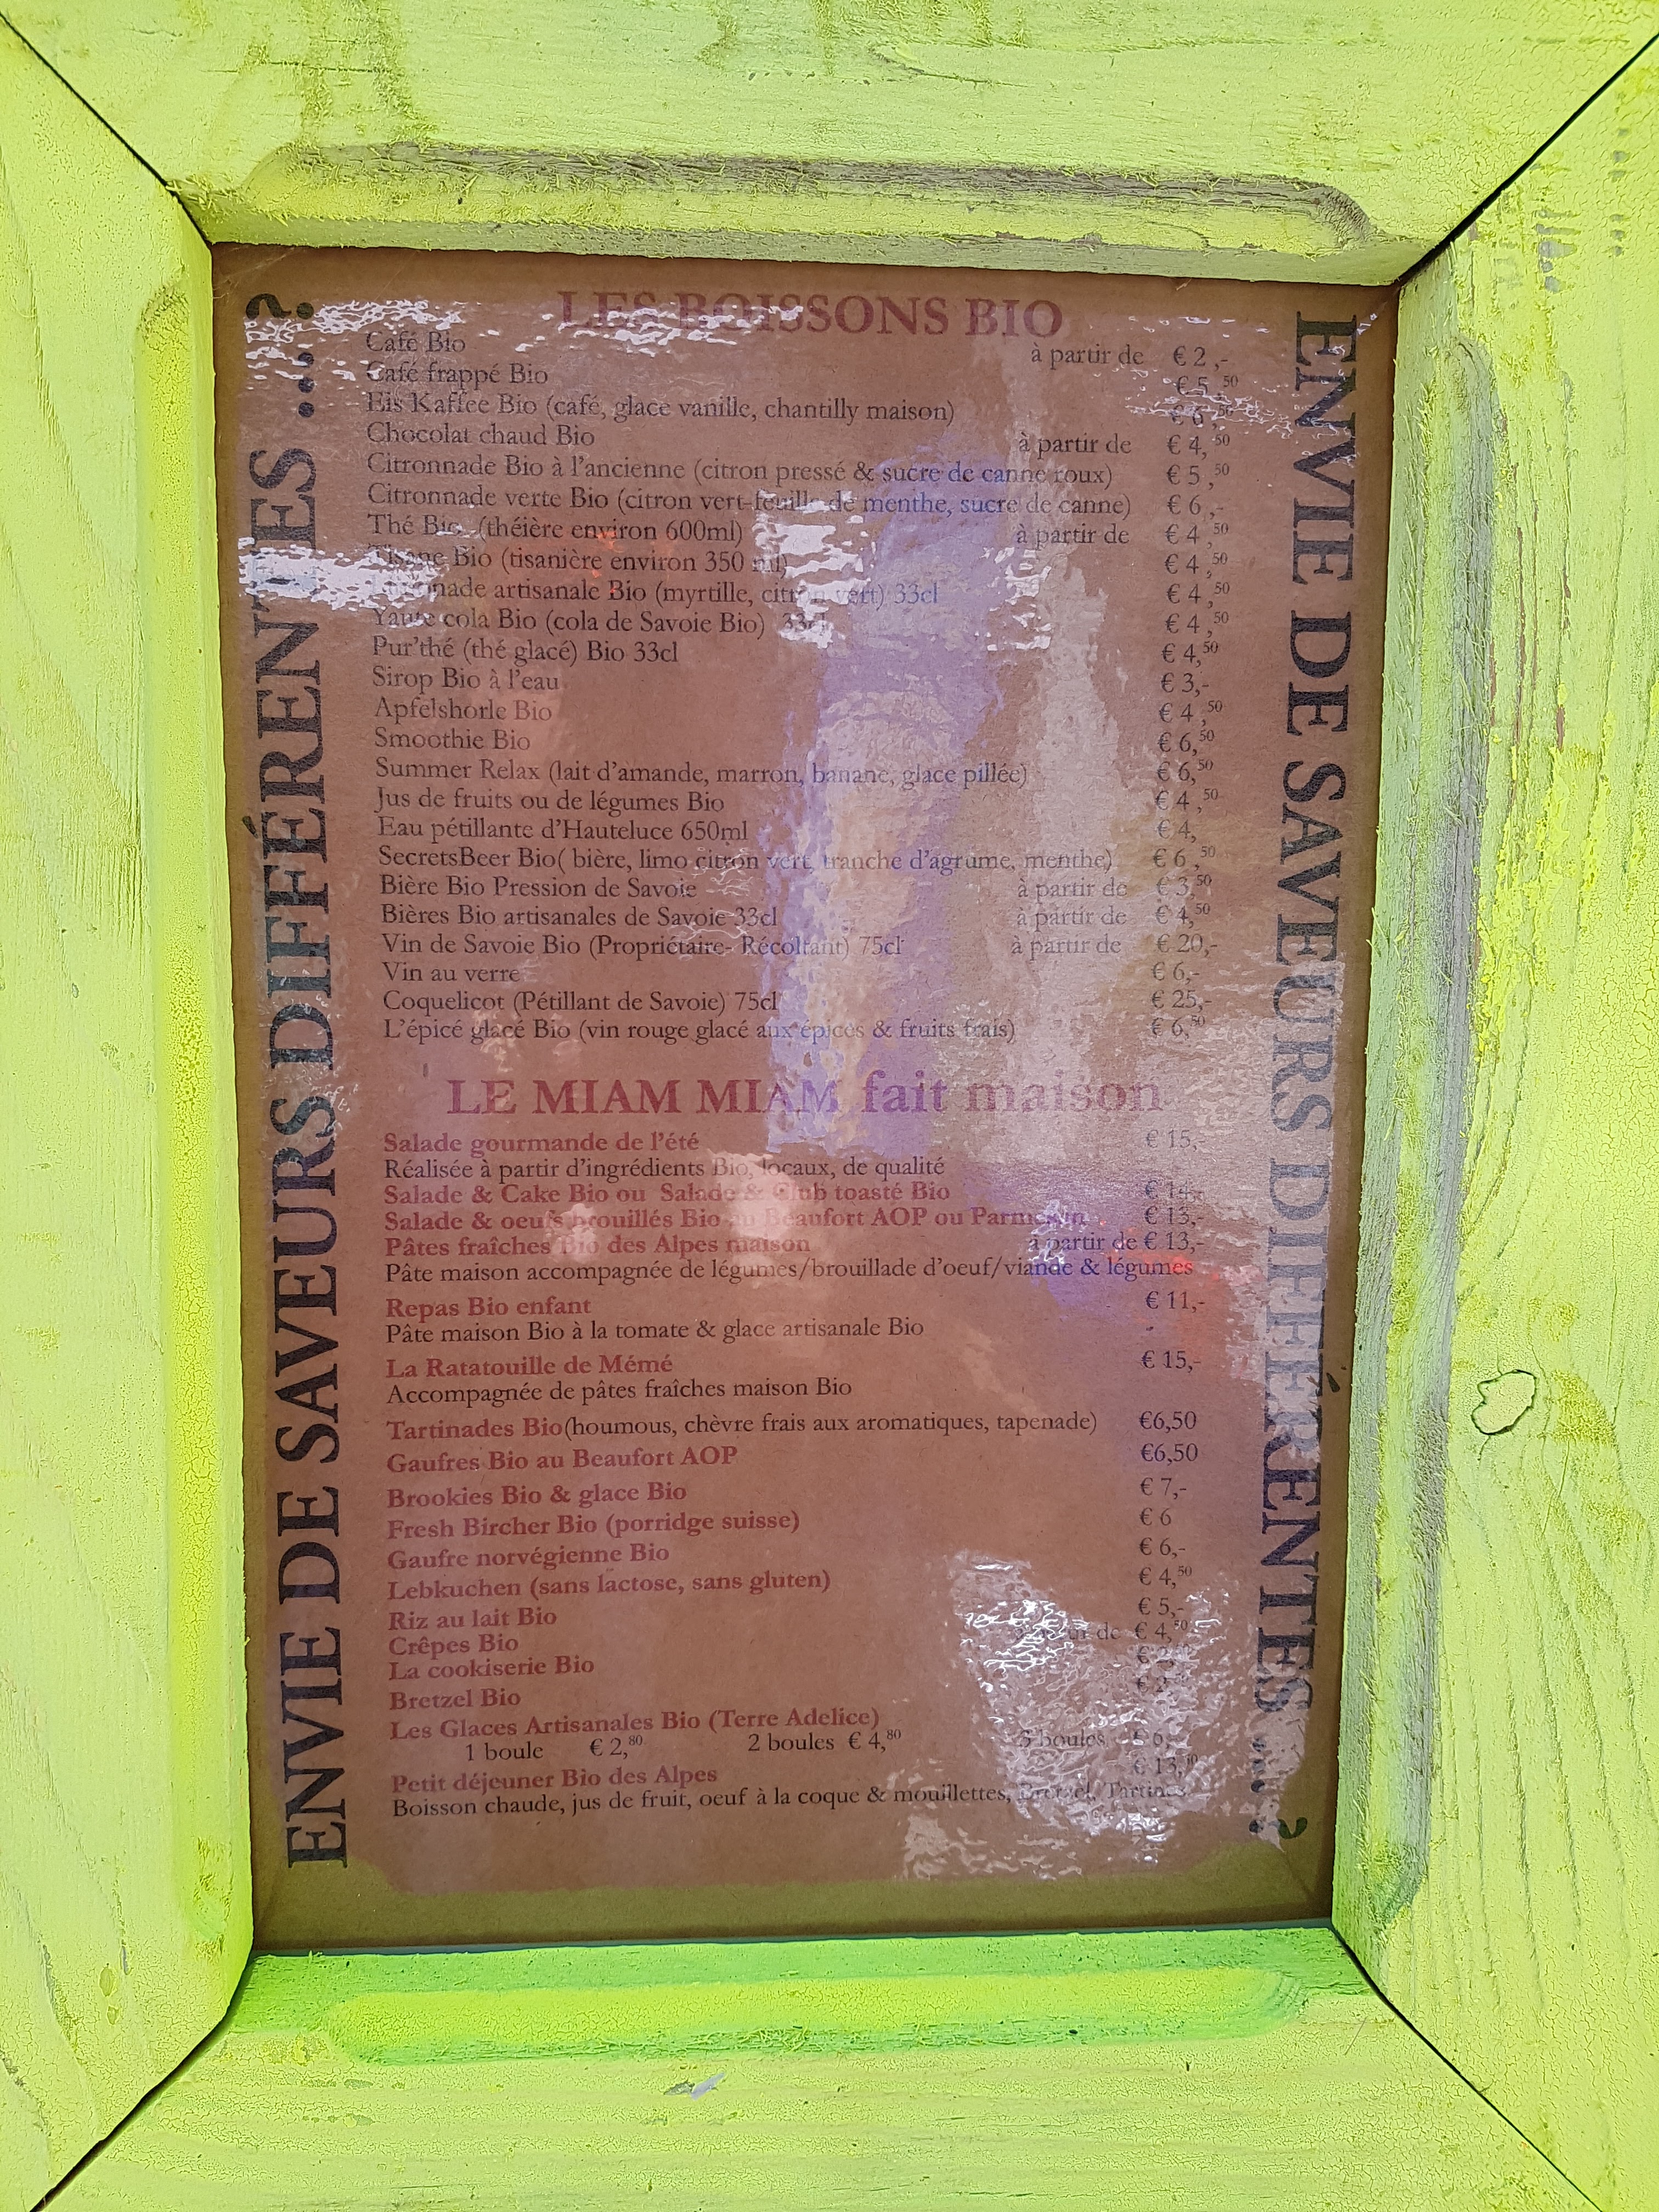 LES BOISSONS BIO
Café Bio à partir de € 2 ,-
Café frappé Bio € 5 ,50
Eis Kaffee Bio (café, glace vanille, chantilly maison) € 6 ,50
Chocolat chaud Bio à partir de € 4,50
Citronnade Bio à l'ancienne (citron pressé & sucre de canne roux) € 5 ,50
Citronnade verte Bio (citron vert-feuille de menthe, sucre de canne) € 6 ,-
Thé Bio (théière environ 600ml) à partir de € 4 ,50
Tisane Bio (tisanière environ 350 ml) € 4 ,50
artisanale Bio (myrtille, citron vert) 33cl € 4 ,50
Yaute cola Bio (cola de Savoie Bio) 33cl € 4 ,50
Pur'thé (thé glacé) Bio 33cl € 4,50
Sirop Bio à l'eau € 3,-
Apfelshorle Bio € 4 ,50
Smoothie Bio € 6,50
Summer Relax (lait d'amande, marron, banane, glace pillée) € 6,50
Jus de fruits ou de légumes Bio € 4 ,50
Eau pétillante d'Hauteluce 650ml € 4,
SecretsBeer Bio( bière, limo citron vert, tranche d'agrume, menthe) € 6 ,50
Bière Bio Pression de Savoie à partir de € 3,50
Bières Bio artisanales de Savoie 33cl à partir de € 4,50
Vin de Savoie Bio (Propriétaire- Récoltant) 75cl à partir de € 20,-
Vin au verre € 6,-
Coquelicot (Pétillant de Savoie) 75cl € 25,-
L'épicé glacé Bio (vin rouge glacé aux épices & fruits frais) € 6,50
LE MIAM MIAM fait maison
Salade gourmande de l'été € 15,-
Réalisée à partir d'ingrédients Bio, locaux, de qualité
Salade & Cake Bio ou Salade & Club toasté Bio
Salade & oeufs brouillés Bio au Beaufort AOP ou Parmesan € 13,-
Pâtes fraîches Bio des Alpes maison à partir de € 13,-
Pâte maison accompagnée de légumes/brouillade d'oeuf/viande & légumes
Repas Bio enfant € 11,-
Pâte maison Bio à la tomate & glace artisanale Bio
La Ratatouille de Mémé € 15,-
Accompagnée de pâtes fraîches maison Bio
Tartinades Bio(houmous, chèvre frais aux aromatiques, tapenade) €6,50
Gaufres Bio au Beaufort AOP €6,50
Brookies Bio & glace Bio € 7,-
Fresh Bircher Bio (porridge suisse) € 6
Gaufre norvégienne Bio € 6,-
Lebkuchen (sans lactose, sans gluten) € 4,50
Riz au lait Bio € 5,-
Crêpes Bio à partir de € 4,50
La cookiserie Bio
Bretzel Bio
Les Glaces Artisanales Bio (Terre Adelice)
1 boule € 2,80 2 boules € 4,80 3 boules € 6,
Petit déjeuner Bio des Alpes
Boisson chaude, jus de fruit, oeuf à la coque & mouillettes, Bretzel, Tartines
ENVIE DE SAVEURS DIFFÉRENTES ... ?
ENVIE DE SAVEURS DIFFÉRENTES ... ?